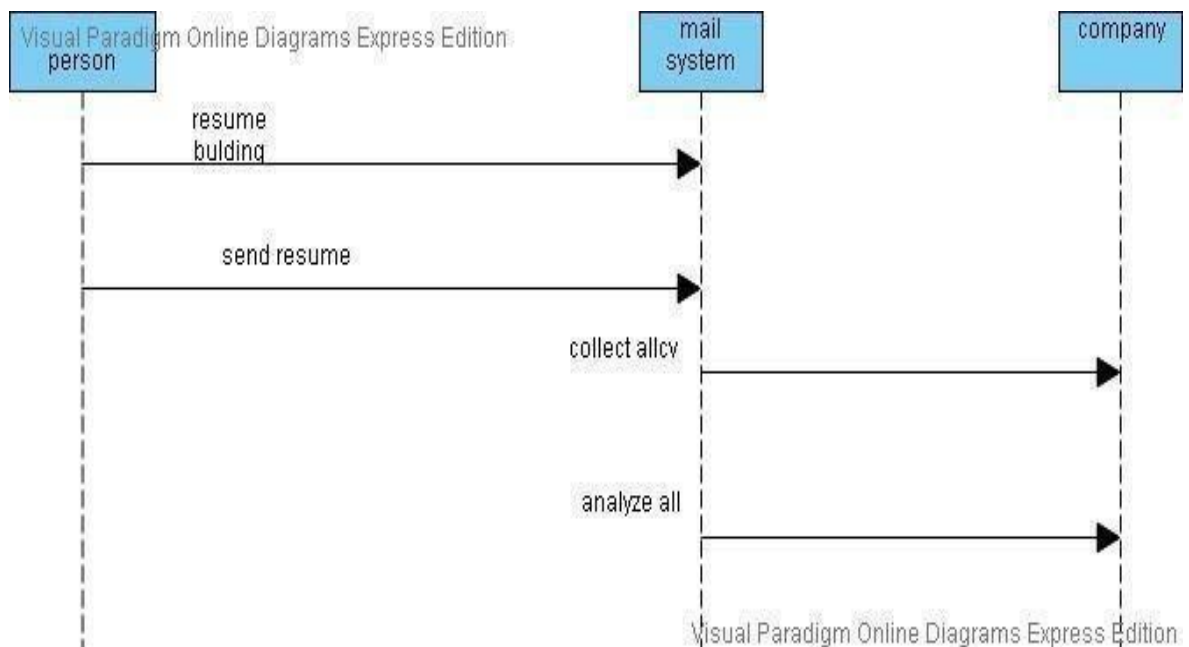 Visual Paradigm Online Diagrams Express Edition
person
mail
system
company
resume
bulding
send resume
collect allcv
analyze all
Visual Paradigm Online Diagrams Express Edition